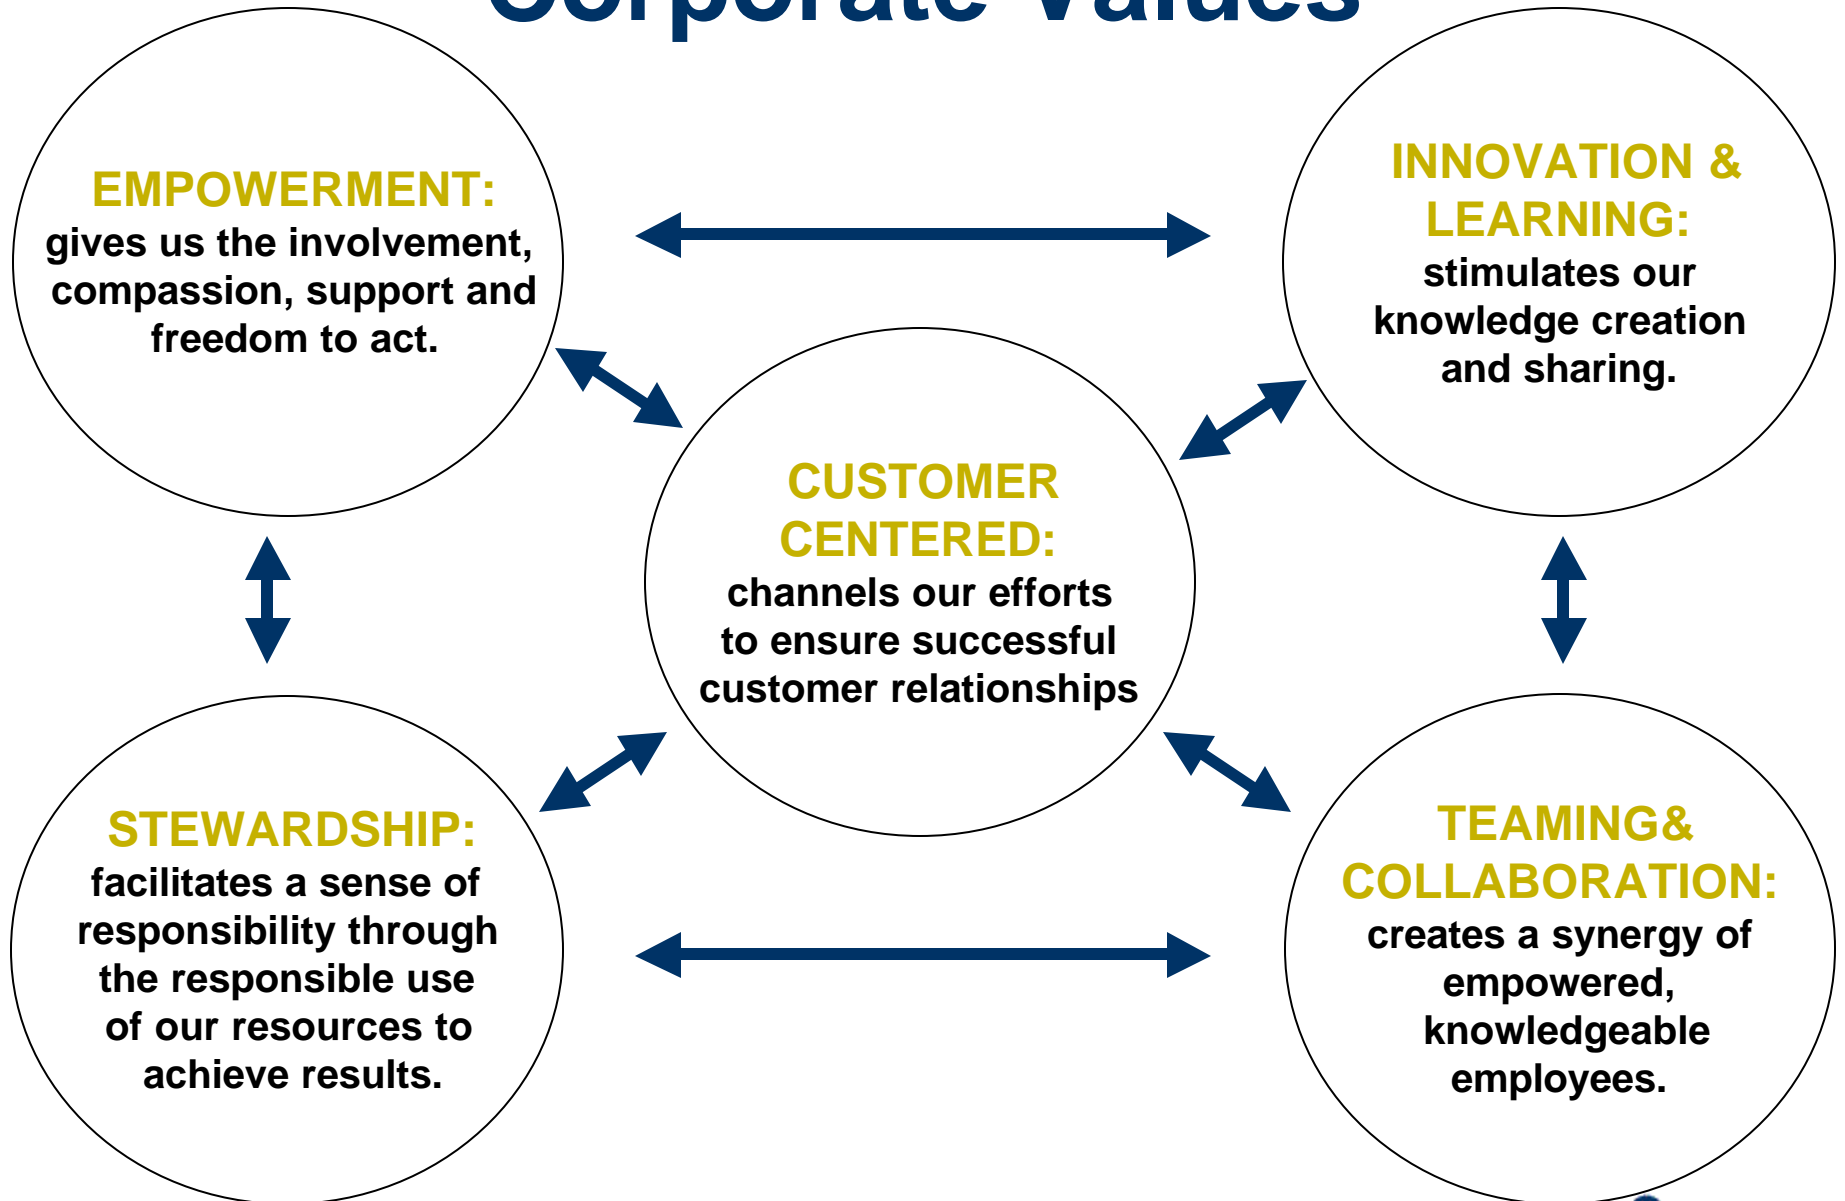 Corporate Values
EMPOWERMENT:
gives us the involvement,
compassion, support and
freedom to act.
INNOVATION &
LEARNING:
stimulates our
knowledge creation
and sharing.
CUSTOMER
CENTERED:
channels our efforts
to ensure successful
customer relationships
STEWARDSHIP:
facilitates a sense of
responsibility through
the responsible use
of our resources to
achieve results.
TEAMING&
COLLABORATION:
creates a synergy of
empowered,
knowledgeable
employees.